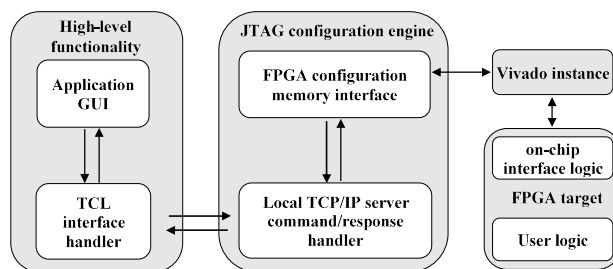 High-level
functionality
Application
GUI
TCL
interface
handler
JTAG configuration engine
FPGA configuration
memory interface
Local TCP/IP server
command/response
handler
Vivado instance
on-chip
interface logic
FPGA target
User logic